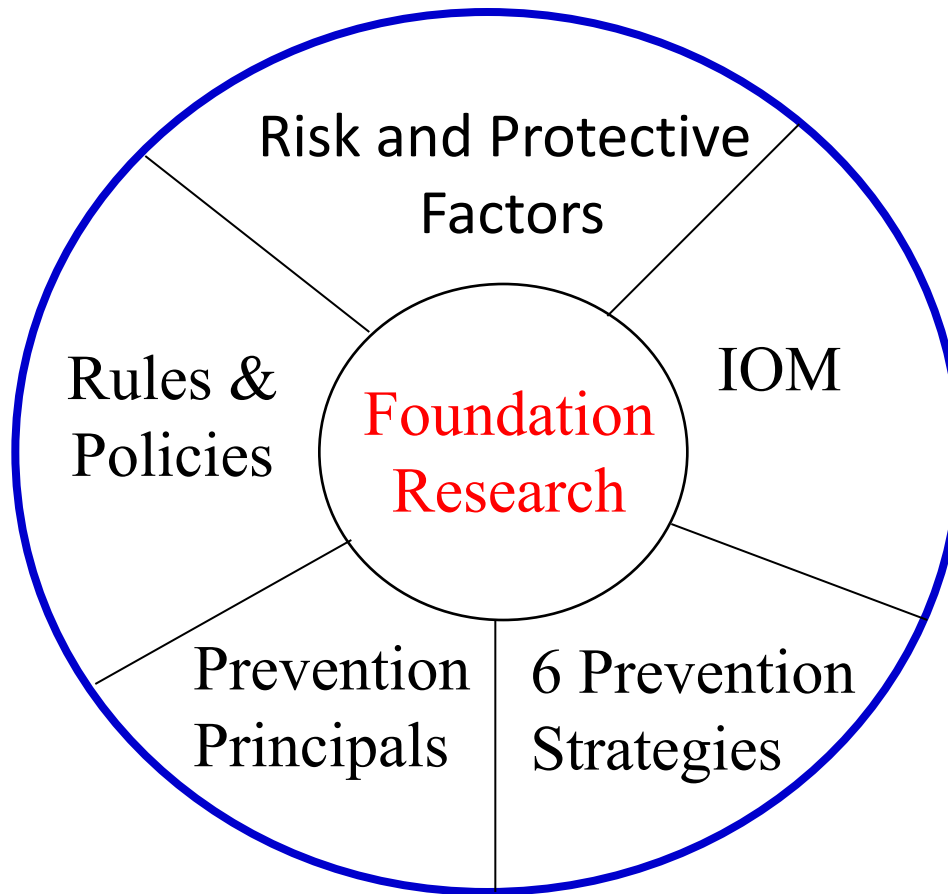 Risk and Protective
Factors
IOM
Rules &
Policies
Foundation
Research
Prevention
Principals
6 Prevention
Strategies